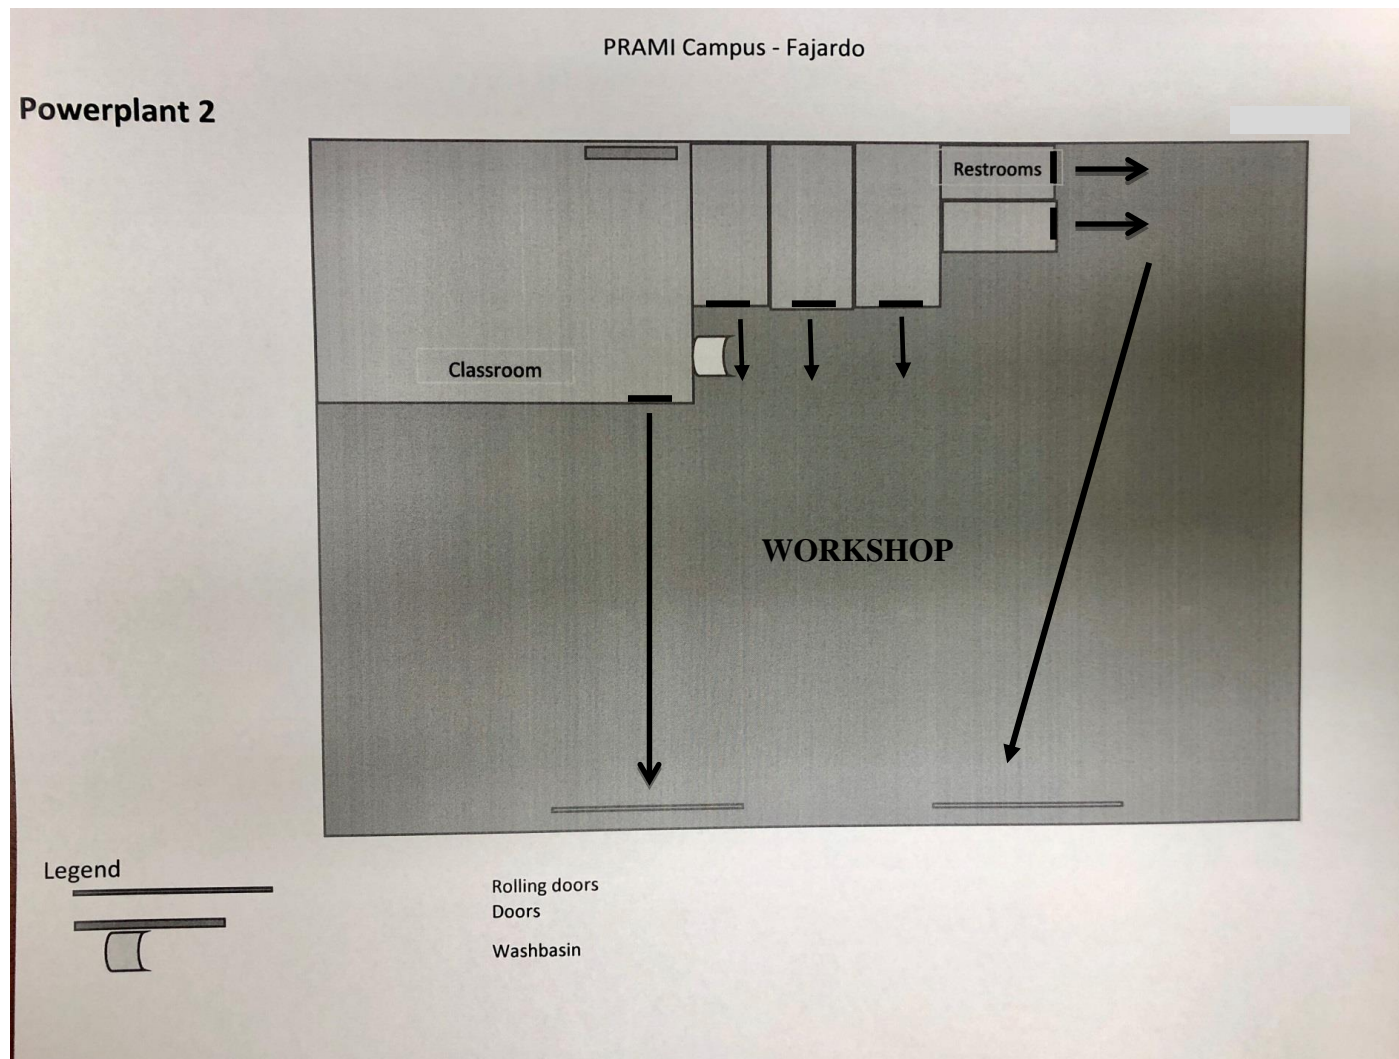 PRAMI Campus - Fajardo
Powerplant 2
Restrooms
Classroom
WORKSHOP
Legend
Rolling doors
Doors
Washbasin